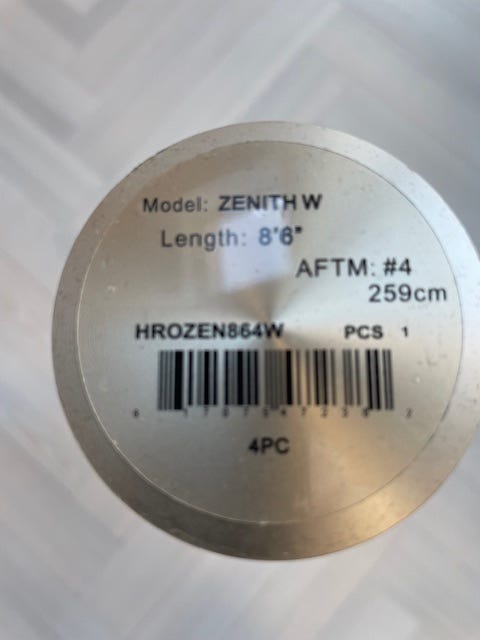 Model: ZENITH W
Length: 8'6"
AFTM: #4
259cm
HROZEN864W PCS 1
4PC